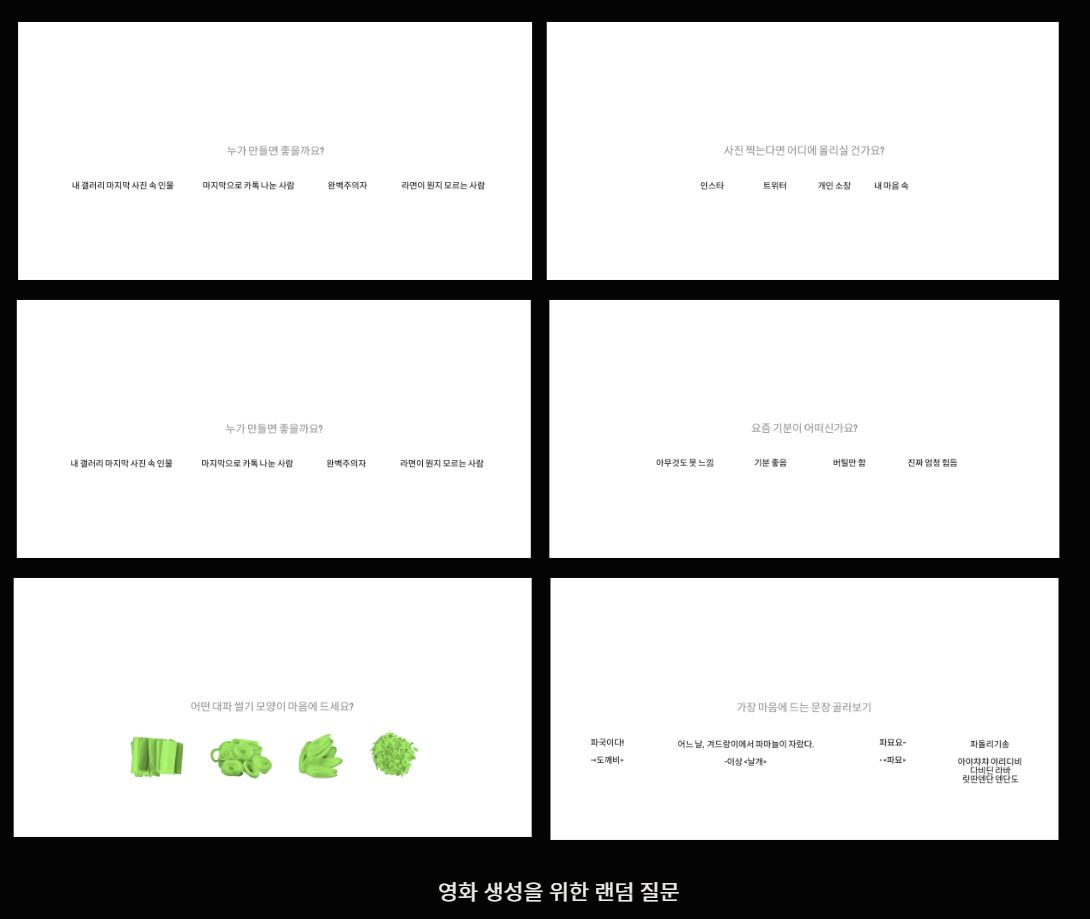 누가 만들면 좋을까요?
내 갤러리 마지막 사진 속 인물 마지막으로 카톡 나눈 사람 완벽주의자 라면이 뭔지 모르는 사람
사진 찍는다면 어디에 올리실 건가요?
인스타 트위터 개인 소장 내 마음 속
누가 만들면 좋을까요?
내 갤러리 마지막 사진 속 인물 마지막으로 카톡 나눈 사람 완벽주의자 라면이 뭔지 모르는 사람
요즘 기분이 어떠신가요?
아무것도 못 느낌 기분 좋음 버틸만 함 진짜 엄청 힘듦
어떤 대파 썰기 모양이 마음에 드세요?
가장 마음에 드는 문장 골라보기
파국이다! 어느 날, 겨드랑이에서 파마늘이 자랐다. 파묘요~ 파돌리기송
-<도깨비> -이상 <날개> -<파묘> 아야챠챠 야리디비
다비딘 라바
릿딴덴단 덴단도
영화 생성을 위한 랜덤 질문